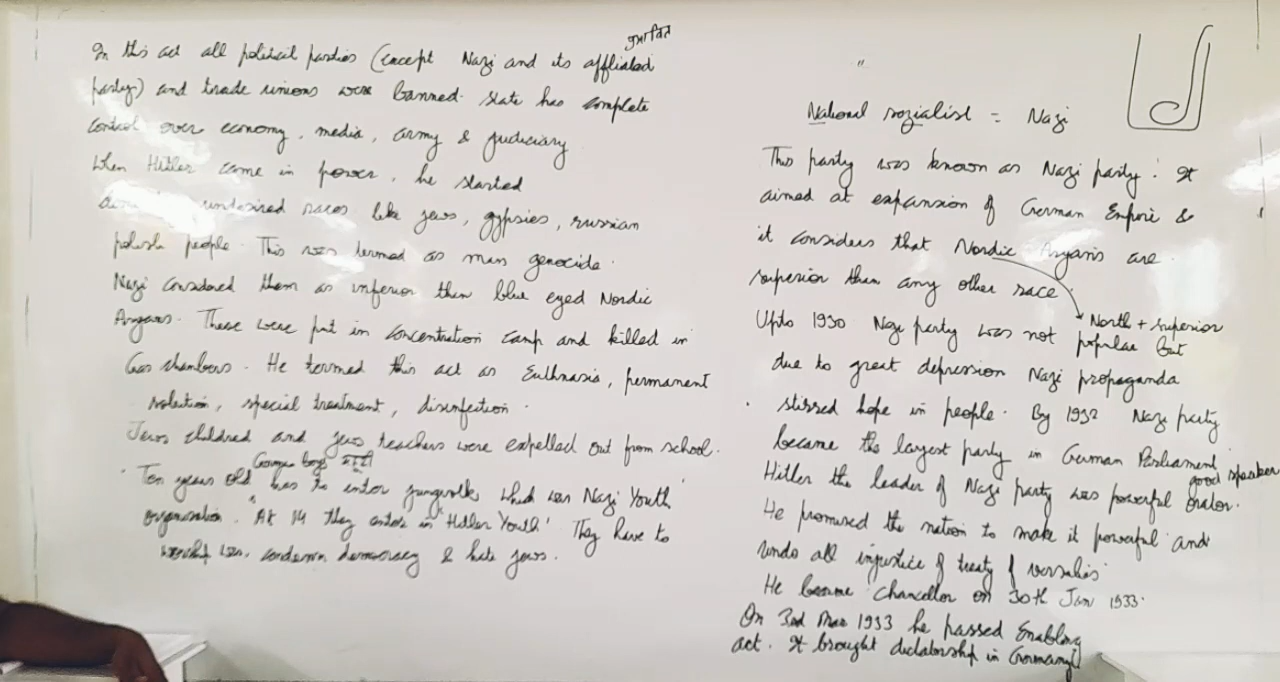 National sozialist = Nazi
This party was known as Nazi party. It
aimed at expansion of German Empire &
it considers that Nordic Aryans are
superior than any other race.
North + superior
Upto 1930 Nazi party was not popular but
due to great depression Nazi propaganda
stirred hope in people. By 1932 Nazi party
became the largest party in German Parliament
good speaker
Hitler the leader of Nazi party was powerful orator.
He promised the nation to make it powerful and
undo all injustice of treaty of
He became Chancellor on 30th Jan 1933.
On 3rd Mar 1933 he passed Enabling
act. It brought dictatorship in Germany
In this act all political parties (except Nazi and its affliated
party) and trade unions were banned. State has complete
control over economy, media, army & judiciary
When Hitler came in power, he started
undesired races like jews, gypsies, russian
polish people. This was termed as mass genocide.
Nazi considered them as inferior then blue eyed Nordic
Aryans. These were put in concentration camp and killed in
Gas chambers. He termed this act as Euthnasia, permanent
solution, special treatment, disinfection.
Jews children and jews teachers were expelled out from school.
German boys
Ten years old has to enter which was Nazi Youth
organisation. At 14 they enter in 'Hitler Youth'. They have to
war, condemn democracy & hate jews.